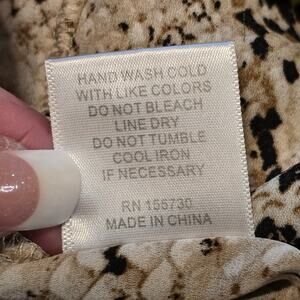 HAND WASH COLD
WITH LIKE COLORS
DO NOT BLEACH
LINE DRY
DO NOT TUMBLE
COOL IRON
IF NECESSARY
RN 155730
MADE IN CHINA